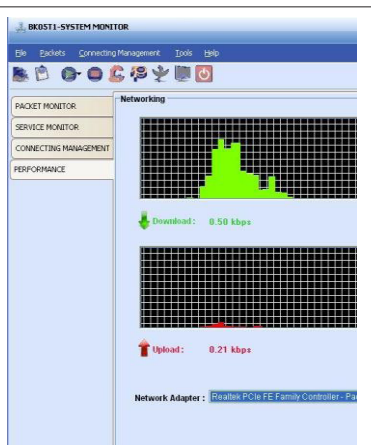 BK05T1-SYSTEM MONITOR
File Packets Connecting Management Tools Help
PACKET MONITOR
SERVICE MONITOR
CONNECTING MANAGEMENT
PERFORMANCE
Networking
Download : 0.50 kbps
Upload : 0.21 kbps
Network Adapter : Realtek PCIe FE Family Controller - Pa